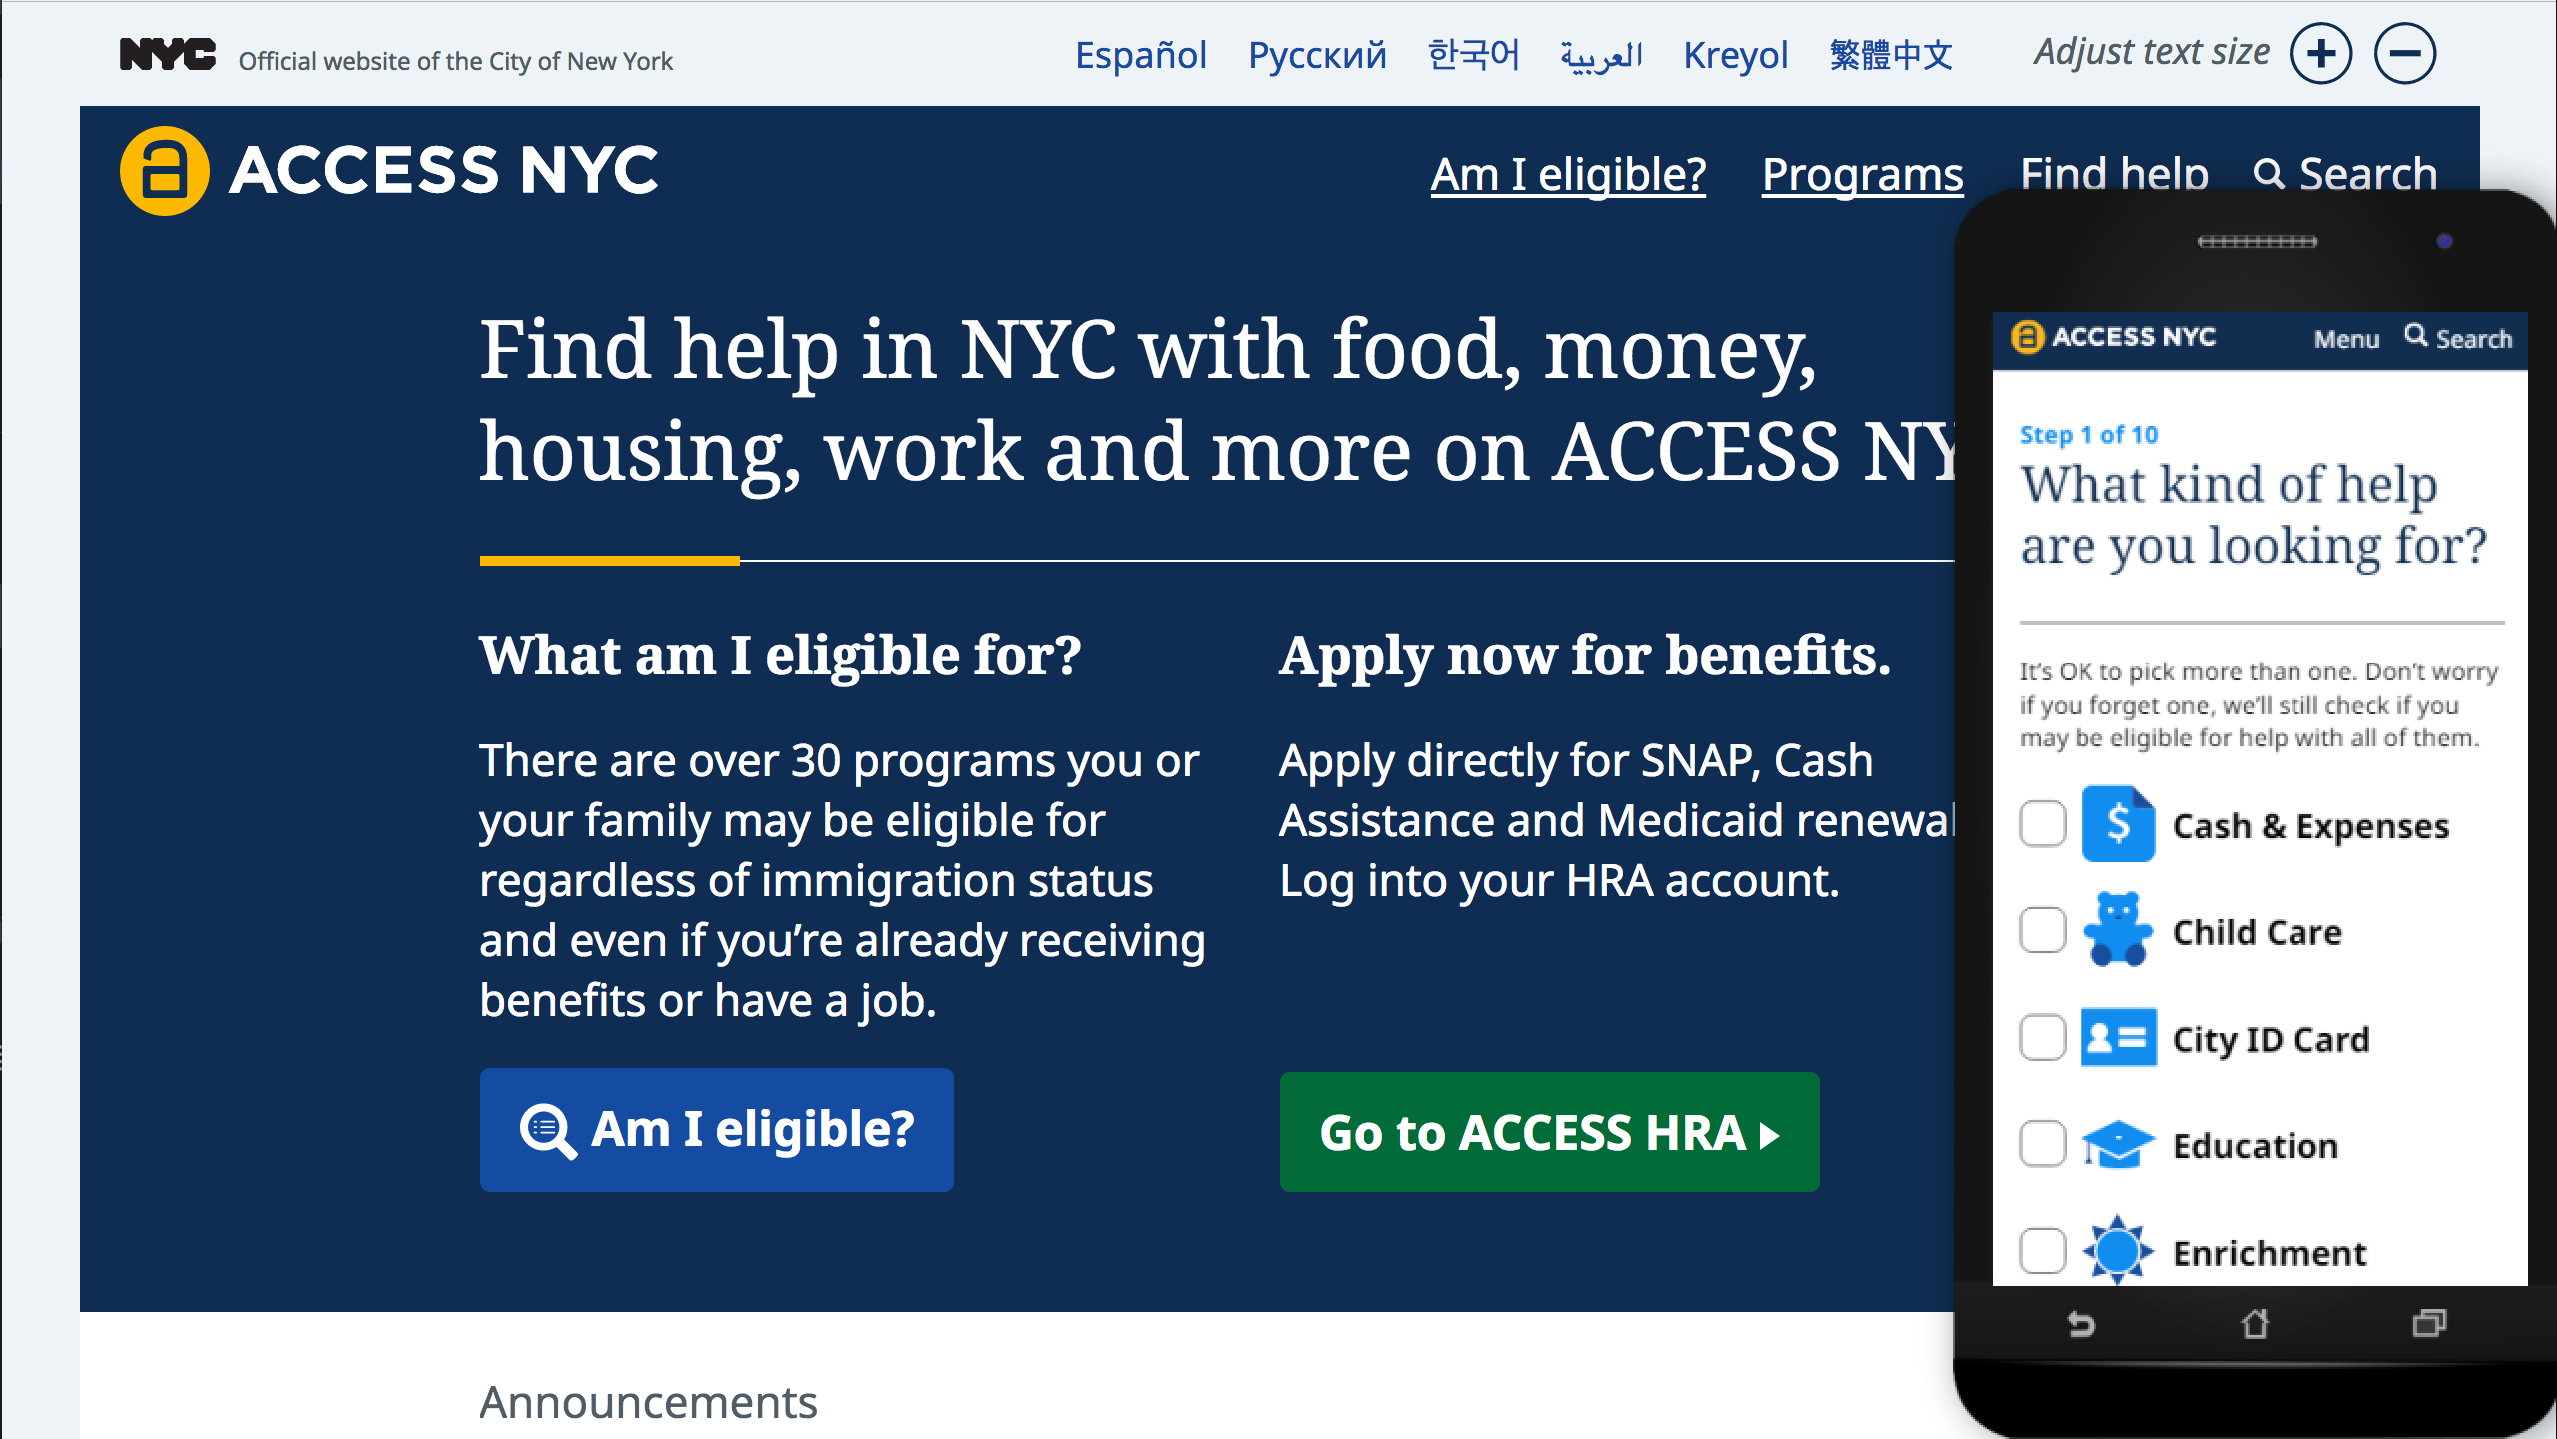 NYC Official website of the City of New York
Español Русский 한국어 العربية Kreyol 繁體中文
Adjust text size + −
a ACCESS NYC
Am I eligible? Programs Find help Search
Find help in NYC with food, money,
housing, work and more on ACCESS NY
What am I eligible for?
There are over 30 programs you or
your family may be eligible for
regardless of immigration status
and even if you’re already receiving
benefits or have a job.
Am I eligible?
Apply now for benefits.
Apply directly for SNAP, Cash
Assistance and Medicaid renewal
Log into your HRA account.
Go to ACCESS HRA
Announcements
a ACCESS NYC Menu Search
Step 1 of 10
What kind of help
are you looking for?
It’s OK to pick more than one. Don’t worry
if you forget one, we’ll still check if you
may be eligible for help with all of them.
$ Cash & Expenses
Child Care
City ID Card
Education
Enrichment